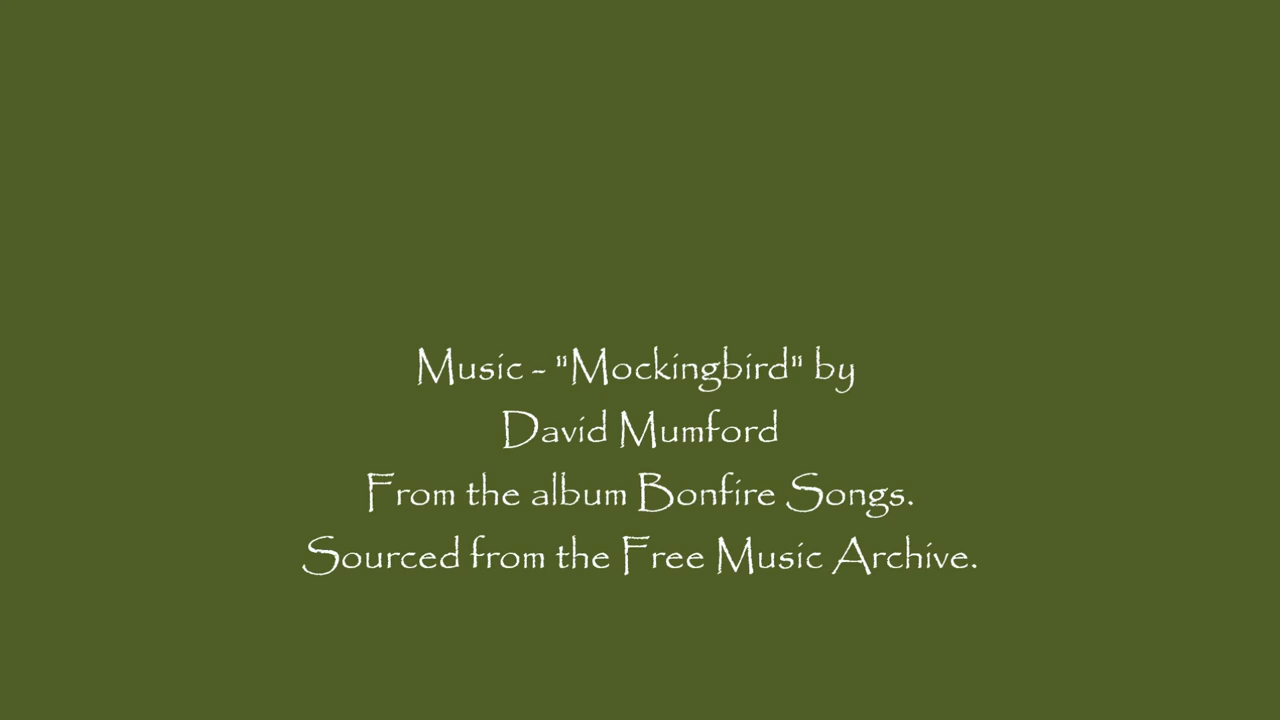 Music - "Mockingbird" by
David Mumford
From the album Bonfire Songs.
Sourced from the Free Music Archive.